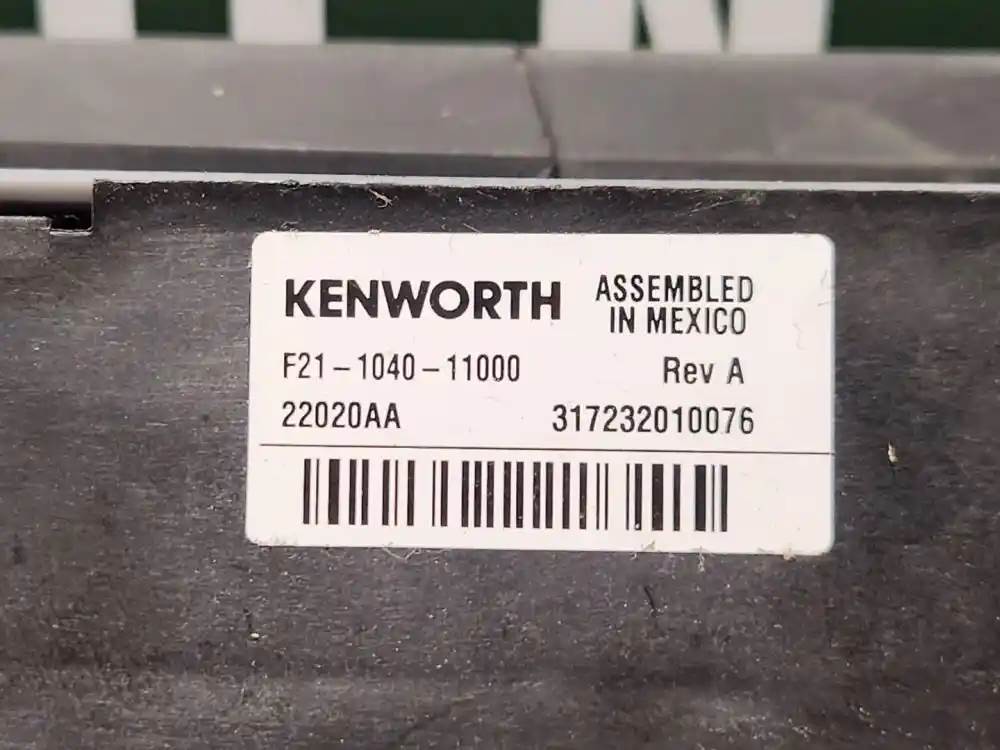 KENWORTH
ASSEMBLED
IN MEXICO
F21-1040-11000
Rev A
22020AA
317232010076